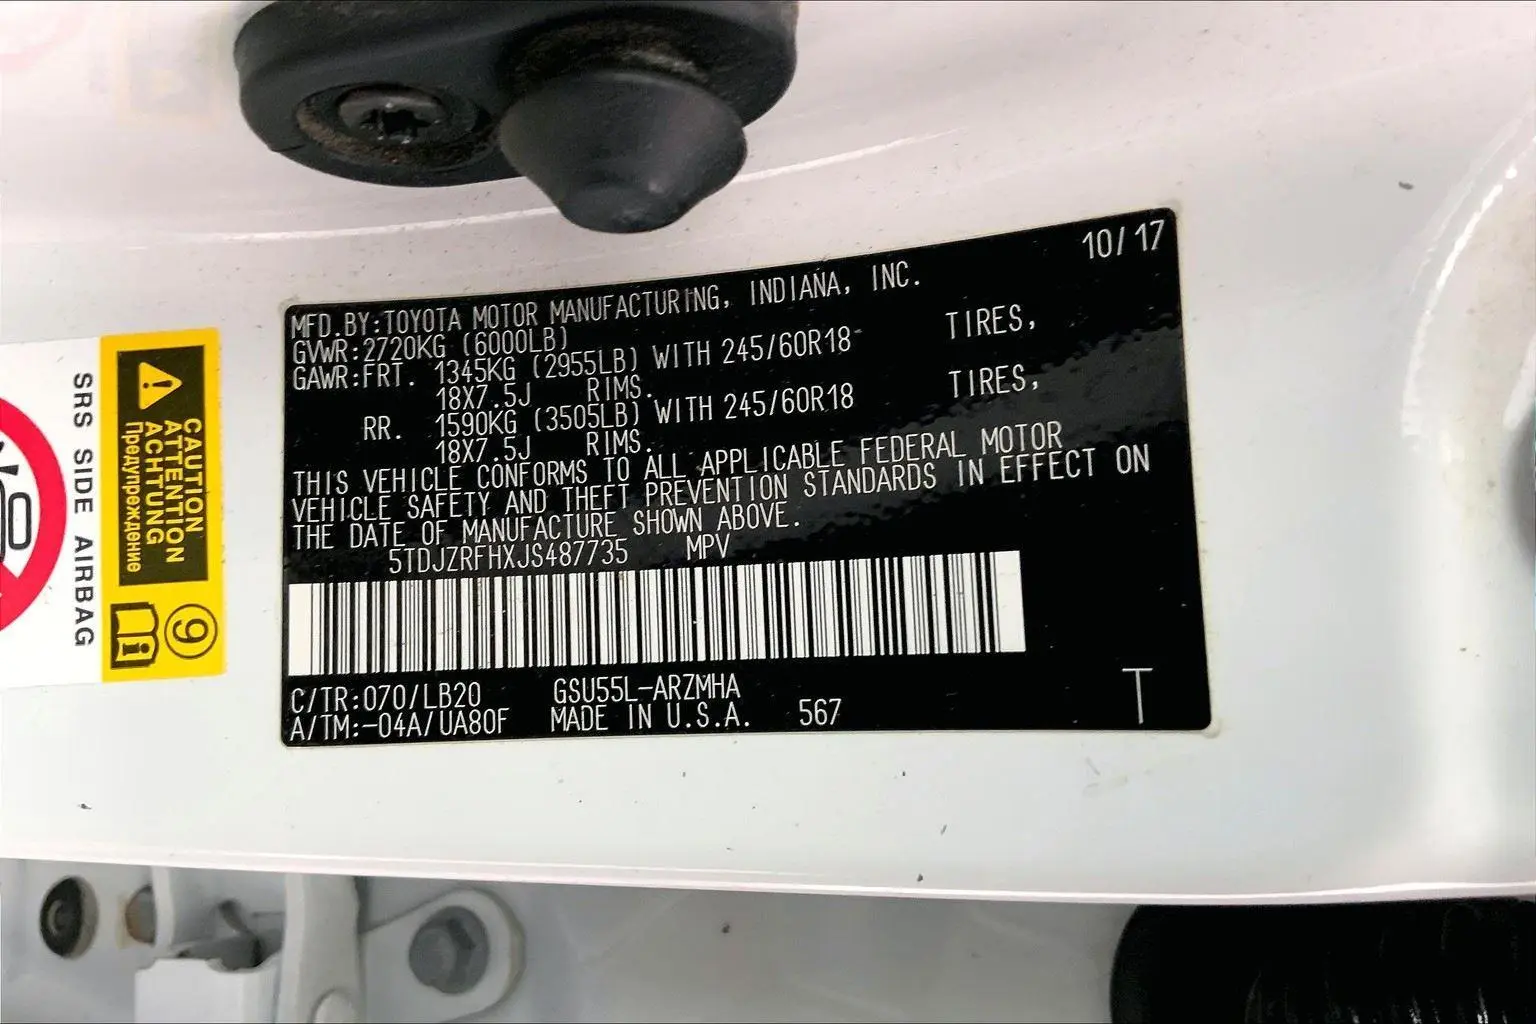 10/17
MFD.BY:TOYOTA MOTOR MANUFACTURING, INDIANA, INC.
GVWR:2720KG (6000LB)
GAWR:FRT. 1345KG (2955LB) WITH 245/60R18 TIRES,
18X7.5J RIMS.
RR. 1590KG (3505LB) WITH 245/60R18 TIRES,
18X7.5J RIMS.
THIS VEHICLE CONFORMS TO ALL APPLICABLE FEDERAL MOTOR
VEHICLE SAFETY AND THEFT PREVENTION STANDARDS IN EFFECT ON
THE DATE OF MANUFACTURE SHOWN ABOVE.
5TDJZRFHXJS487735 MPV
C/TR:070/LB20 GSU55L-ARZMHA
A/TM:-04A/UA80F MADE IN U.S.A. 567
T
CAUTION
ATTENTION
ACHTUNG
Предупреждение
9
i
SRS SIDE AIRBAG